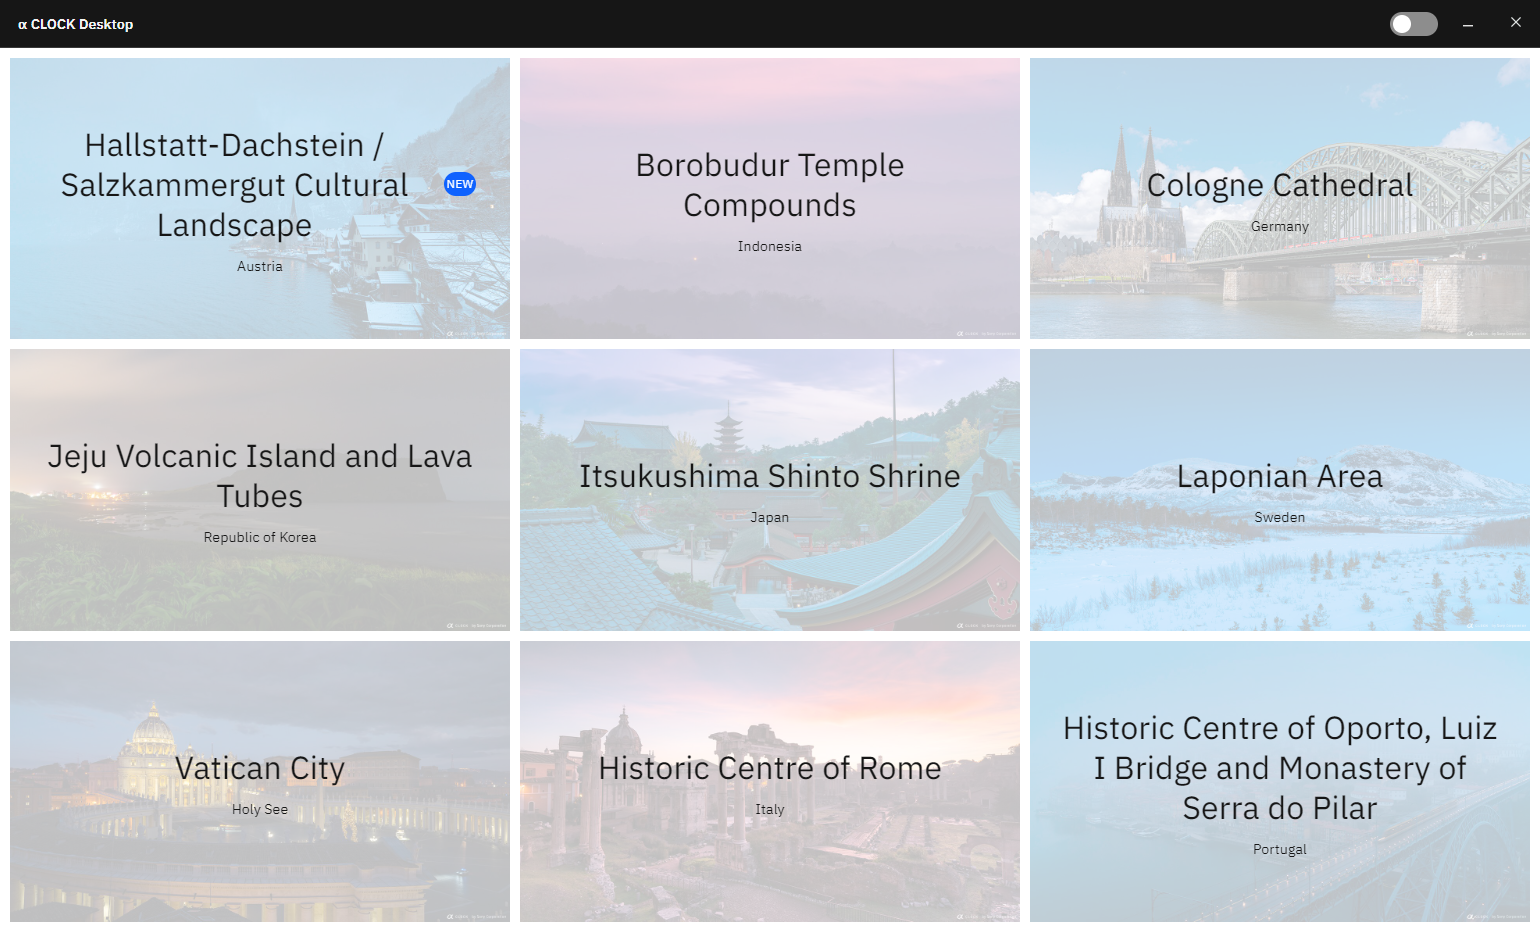 α CLOCK Desktop
Hallstatt-Dachstein /
Salzkammergut Cultural
Landscape
NEW
Austria
Borobudur Temple
Compounds
Indonesia
Cologne Cathedral
Germany
Jeju Volcanic Island and Lava
Tubes
Republic of Korea
Itsukushima Shinto Shrine
Japan
Laponian Area
Sweden
Vatican City
Holy See
Historic Centre of Rome
Italy
Historic Centre of Oporto, Luiz
I Bridge and Monastery of
Serra do Pilar
Portugal